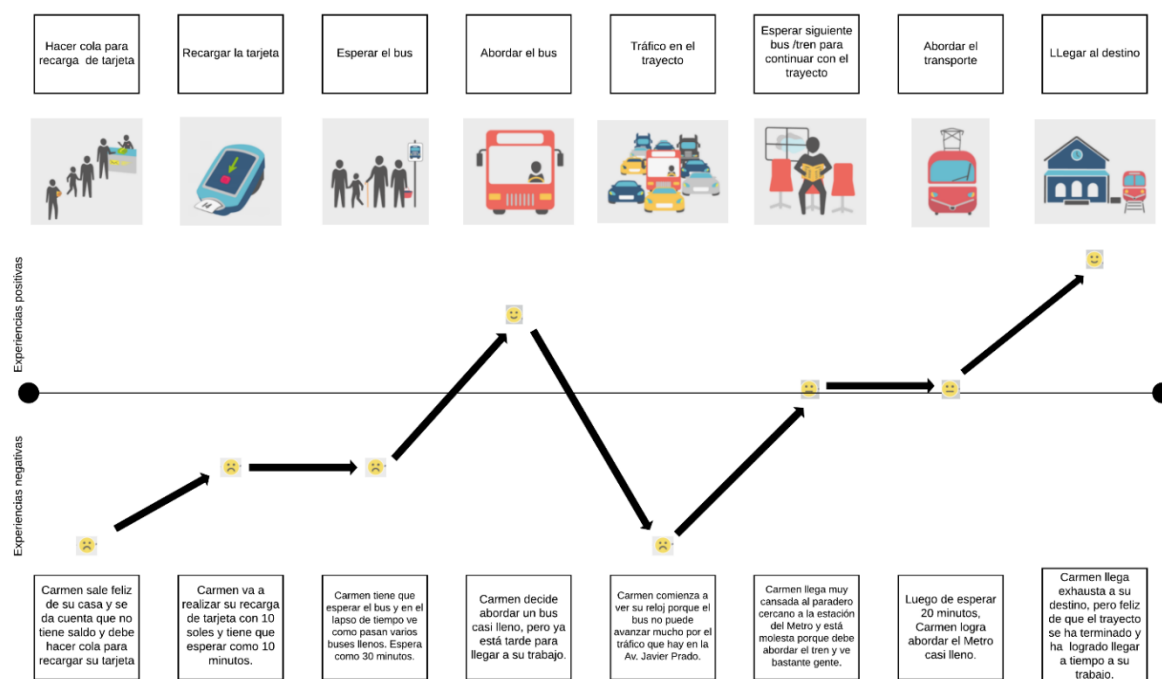 Hacer cola para
recarga de tarjeta
Recargar la tarjeta
Esperar el bus
Abordar el bus
Tráfico en el
trayecto
Esperar siguiente
bus /tren para
continuar con el
trayecto
Abordar el
transporte
LLegar al destino
Experiencias positivas
Experiencias negativas
Carmen sale feliz
de su casa y se
da cuenta que no
tiene saldo y debe
hacer cola para
recargar su tarjeta
Carmen va a
realizar su recarga
de tarjeta con 10
soles y tiene que
esperar como 10
minutos.
Carmen tiene que
esperar el bus y en el
lapso de tiempo ve
como pasan varios
buses llenos. Espera
como 30 minutos.
Carmen decide
abordar un bus
casi lleno, pero ya
está tarde para
llegar a su trabajo.
Carmen comienza a
ver su reloj porque el
bus no puede
avanzar mucho por el
tráfico que hay en la
Av. Javier Prado.
Carmen llega muy
cansada al paradero
cercano a la estación
del Metro y está
molesta porque debe
abordar el tren y ve
bastante gente.
Luego de esperar
20 minutos,
Carmen logra
abordar el Metro
casi lleno.
Carmen llega
exhausta a su
destino, pero feliz
de que el trayecto
se ha terminado y
ha logrado llegar
a tiempo a su
trabajo.